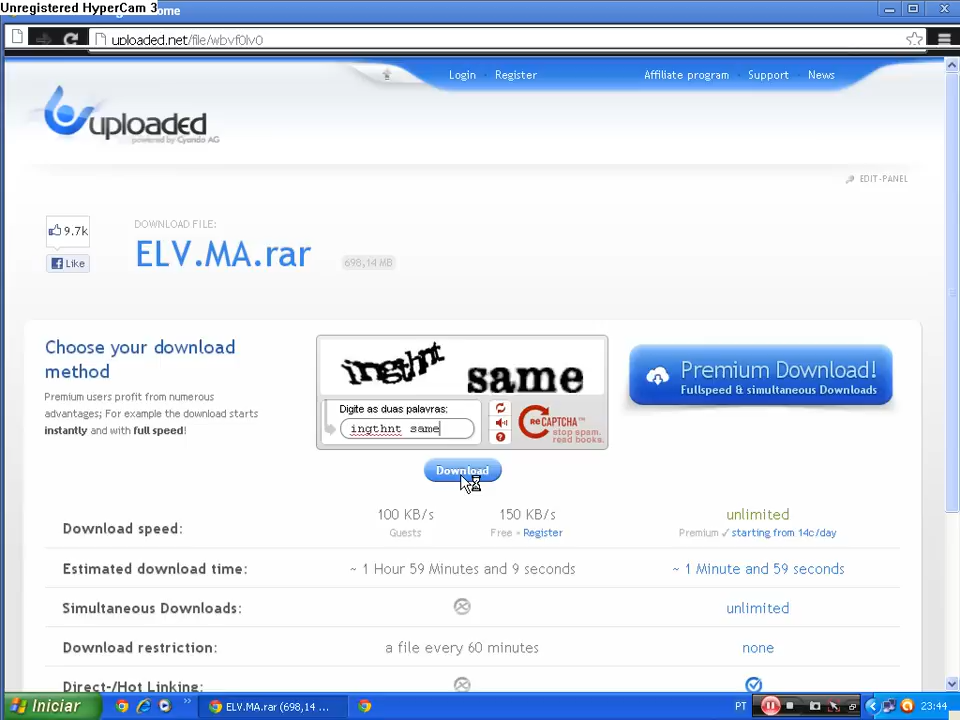 Unregistered HyperCam 3
ome
uploaded.net/file/wbvf0lv0
Login · Register
Affiliate program · Support · News
uploaded
powered by Cyando AG
EDIT-PANEL
9.7k
Like
DOWNLOAD FILE:
ELV.MA.rar
698,14 MB
Choose your download
method
Premium users profit from numerous
advantages; For example the download starts
instantly and with full speed!
ingthnt same
Digite as duas palavras:
ingthnt same
reCAPTCHA™
stop spam.
read books.
Premium Download!
Fullspeed & simultaneous Downloads
Download
Download speed:
100 KB/s
Guests
150 KB/s
Free - Register
unlimited
Premium ✓ starting from 14c/day
Estimated download time:
~ 1 Hour 59 Minutes and 9 seconds
~ 1 Minute and 59 seconds
Simultaneous Downloads:
unlimited
Download restriction:
a file every 60 minutes
none
Direct-/Hot Linking:
Iniciar
ELV.MA.rar (698,14 ...
PT
23:44